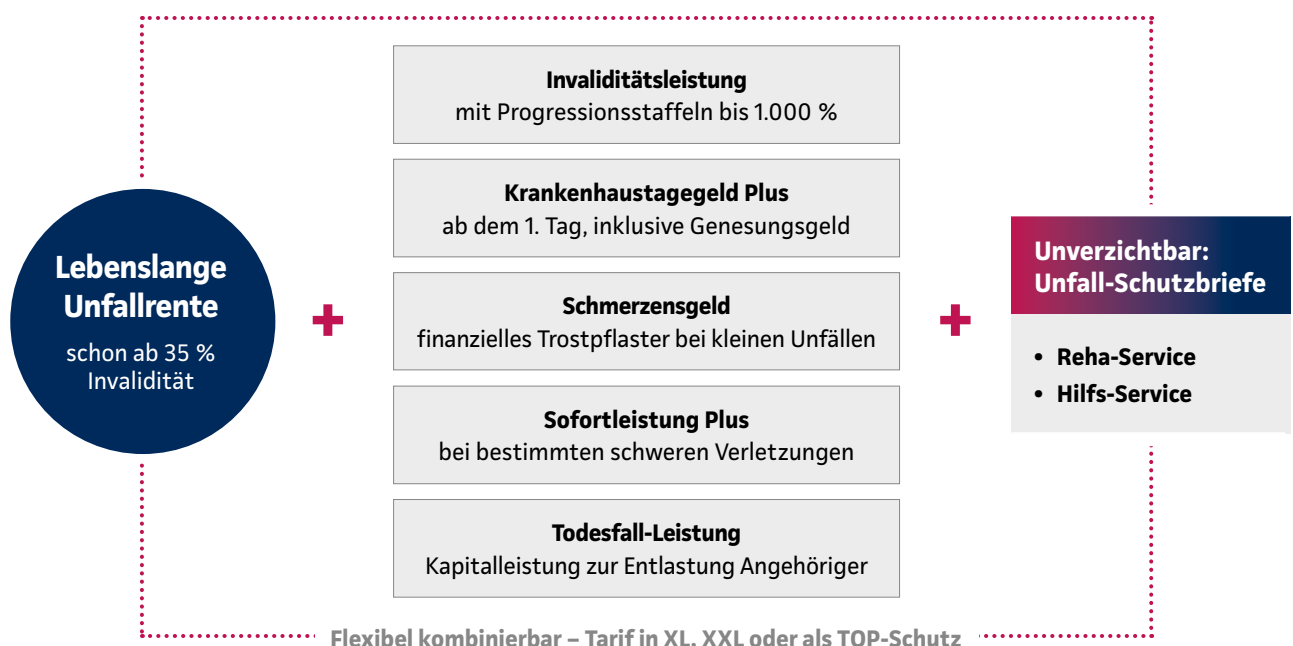 Invaliditätsleistung
mit Progressionsstaffeln bis 1.000 %
Krankenhaustagegeld Plus
ab dem 1. Tag, inklusive Genesungsgeld
Lebenslange
Unfallrente
schon ab 35 %
Invalidität
+
Schmerzensgeld
finanzielles Trostpflaster bei kleinen Unfällen
+
Unverzichtbar:
Unfall-Schutzbriefe
• Reha-Service
• Hilfs-Service
Sofortleistung Plus
bei bestimmten schweren Verletzungen
Todesfall-Leistung
Kapitalleistung zur Entlastung Angehöriger
Flexibel kombinierbar – Tarif in XL, XXL oder als TOP-Schutz